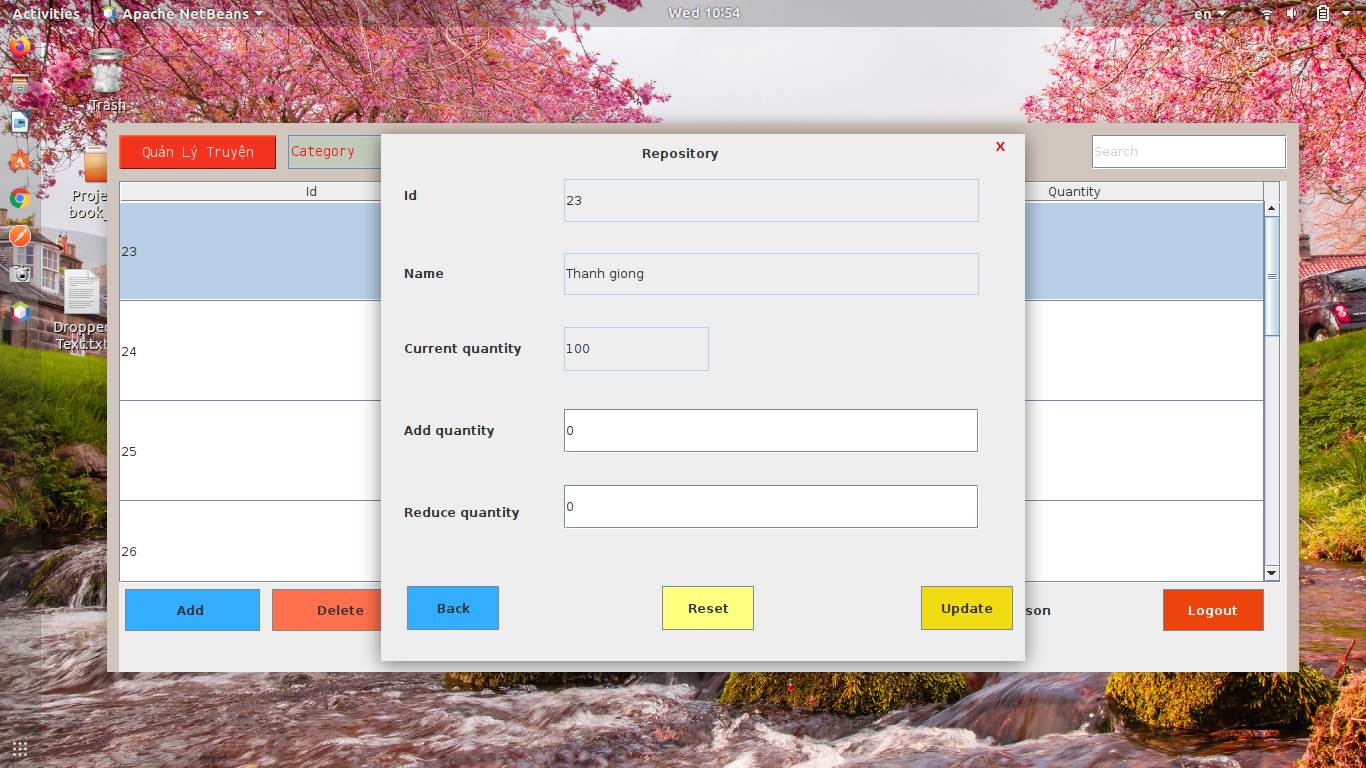 Activities
Apache NetBeans
Wed 10:54
en
Trash
Proje
book_
Dropped
Text.txt
Quản Lý Truyện
Category
Search
Id
Quantity
23
24
25
26
Repository
X
Id
23
Name
Thanh giong
Current quantity
100
Add quantity
0
Reduce quantity
0
Back
Reset
Update
Add
Delete
son
Logout